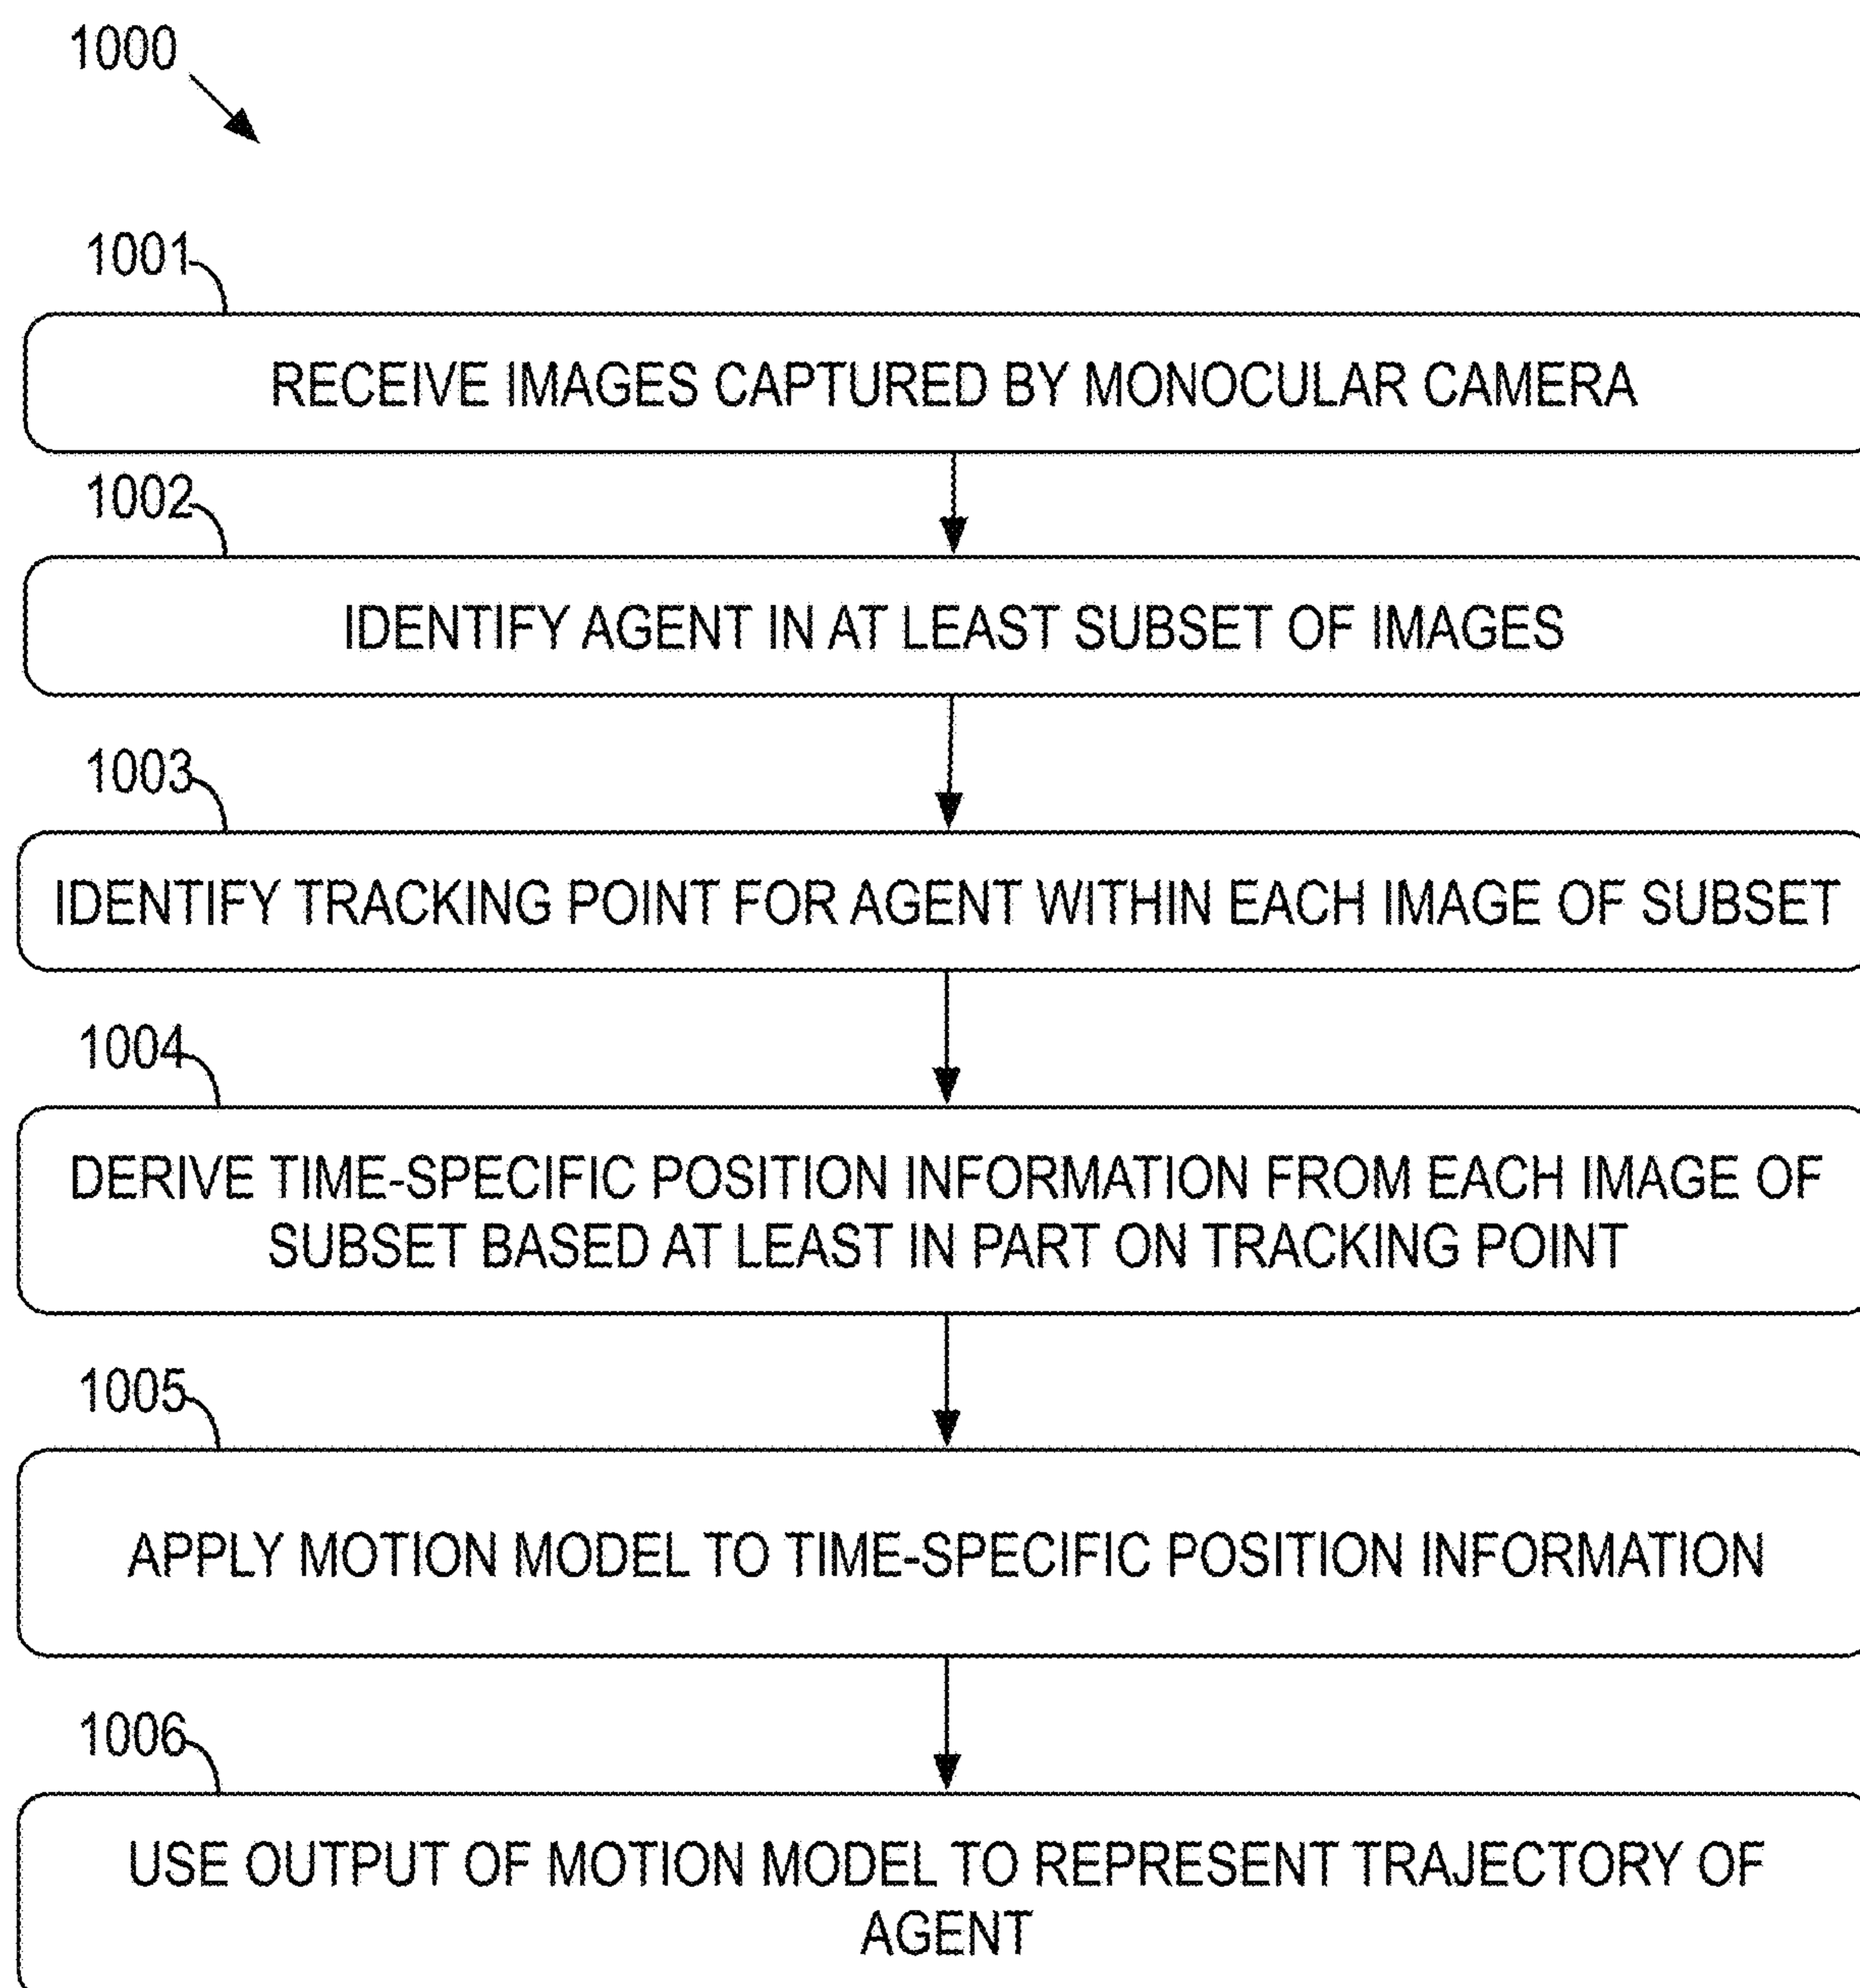 1000
1001
RECEIVE IMAGES CAPTURED BY MONOCULAR CAMERA
1002
IDENTIFY AGENT IN AT LEAST SUBSET OF IMAGES
1003
IDENTIFY TRACKING POINT FOR AGENT WITHIN EACH IMAGE OF SUBSET
1004
DERIVE TIME-SPECIFIC POSITION INFORMATION FROM EACH IMAGE OF
SUBSET BASED AT LEAST IN PART ON TRACKING POINT
1005
APPLY MOTION MODEL TO TIME-SPECIFIC POSITION INFORMATION
1006
USE OUTPUT OF MOTION MODEL TO REPRESENT TRAJECTORY OF
AGENT